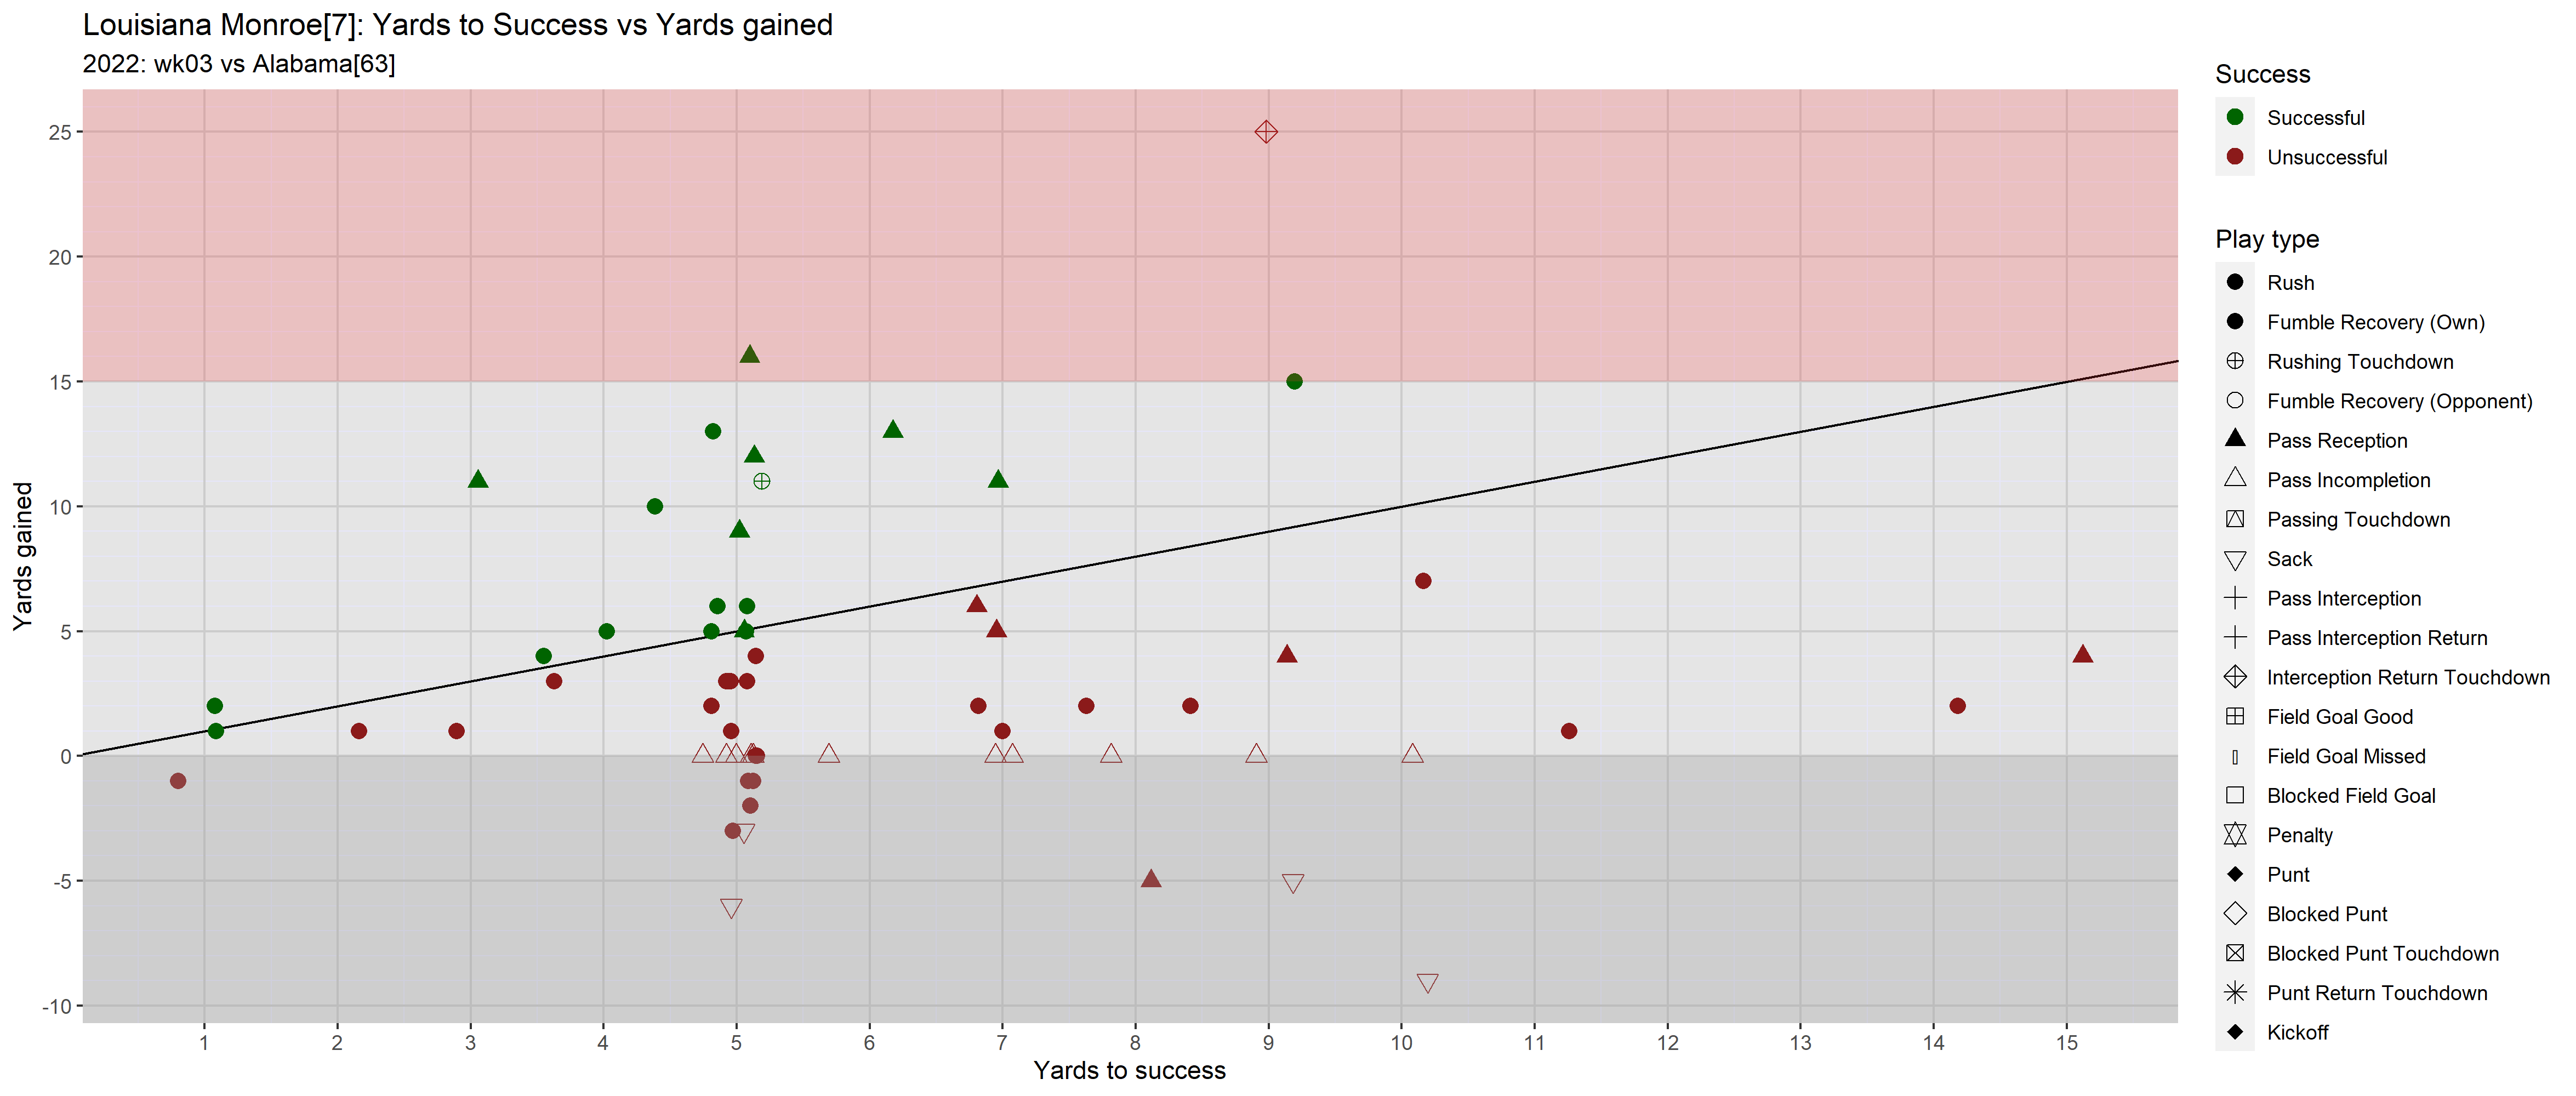 Louisiana Monroe[7]: Yards to Success vs Yards gained
2022: wk03 vs Alabama[63]
Yards gained
25
20
15
10
5
0
-5
-10
1 2 3 4 5 6 7 8 9 10 11 12 13 14 15
Yards to success
Success
Successful
Unsuccessful
Play type
Rush
Fumble Recovery (Own)
Rushing Touchdown
Fumble Recovery (Opponent)
Pass Reception
Pass Incompletion
Passing Touchdown
Sack
Pass Interception
Pass Interception Return
Interception Return Touchdown
Field Goal Good
Field Goal Missed
Blocked Field Goal
Penalty
Punt
Blocked Punt
Blocked Punt Touchdown
Punt Return Touchdown
Kickoff